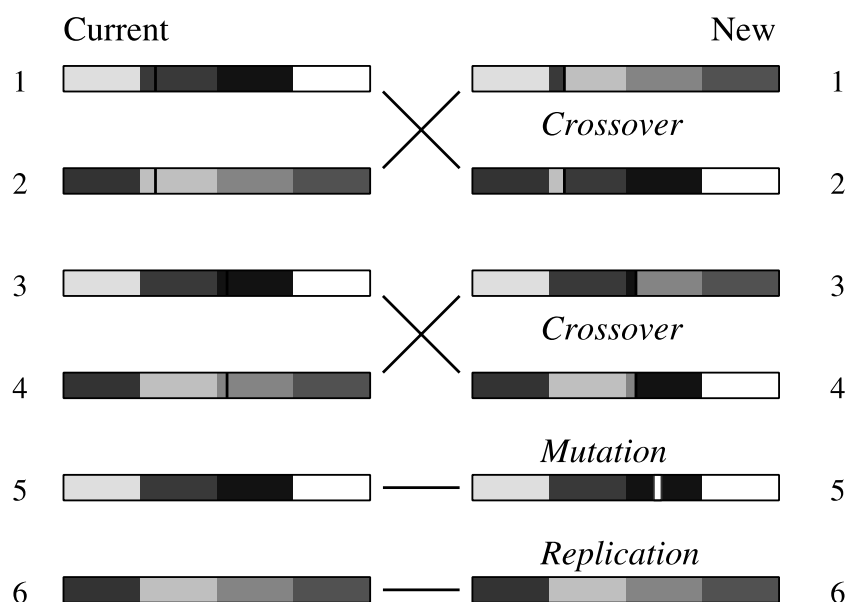 Current New
1 1
Crossover
2 2
3 3
Crossover
4 4
Mutation
5 5
Replication
6 6